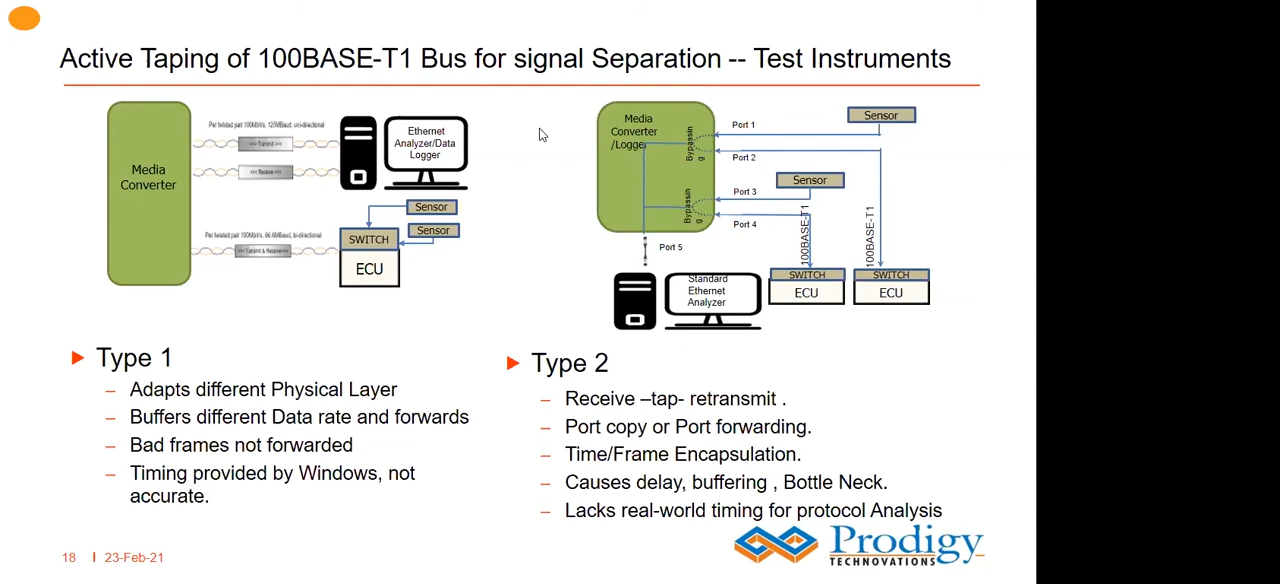 Active Taping of 100BASE-T1 Bus for signal Separation -- Test Instruments
Media
Converter
Per twisted pair 100Mbit/s, 125MBaud, uni-directional
<<< Transmit >>>
<<< Receive >>>
Ethernet
Analyzer/Data
Logger
Sensor
Sensor
Per twisted pair 100Mbit/s, 66.6MBaud, bi-directional
SWITCH
ECU
Media
Converter
/Logger
Bypassin
g
Bypassin
g
Port 1
Port 2
Port 3
Port 4
Port 5
Sensor
Sensor
100BASE-T1
100BASE-T1
Standard
Ethernet
Analyzer
SWITCH
ECU
SWITCH
ECU
Type 1
– Adapts different Physical Layer
– Buffers different Data rate and forwards
– Bad frames not forwarded
– Timing provided by Windows, not
accurate.
Type 2
– Receive –tap- retransmit .
– Port copy or Port forwarding.
– Time/Frame Encapsulation.
– Causes delay, buffering , Bottle Neck.
– Lacks real-world timing for protocol Analysis
Prodigy
TECHNOVATIONS
18 I 23-Feb-21